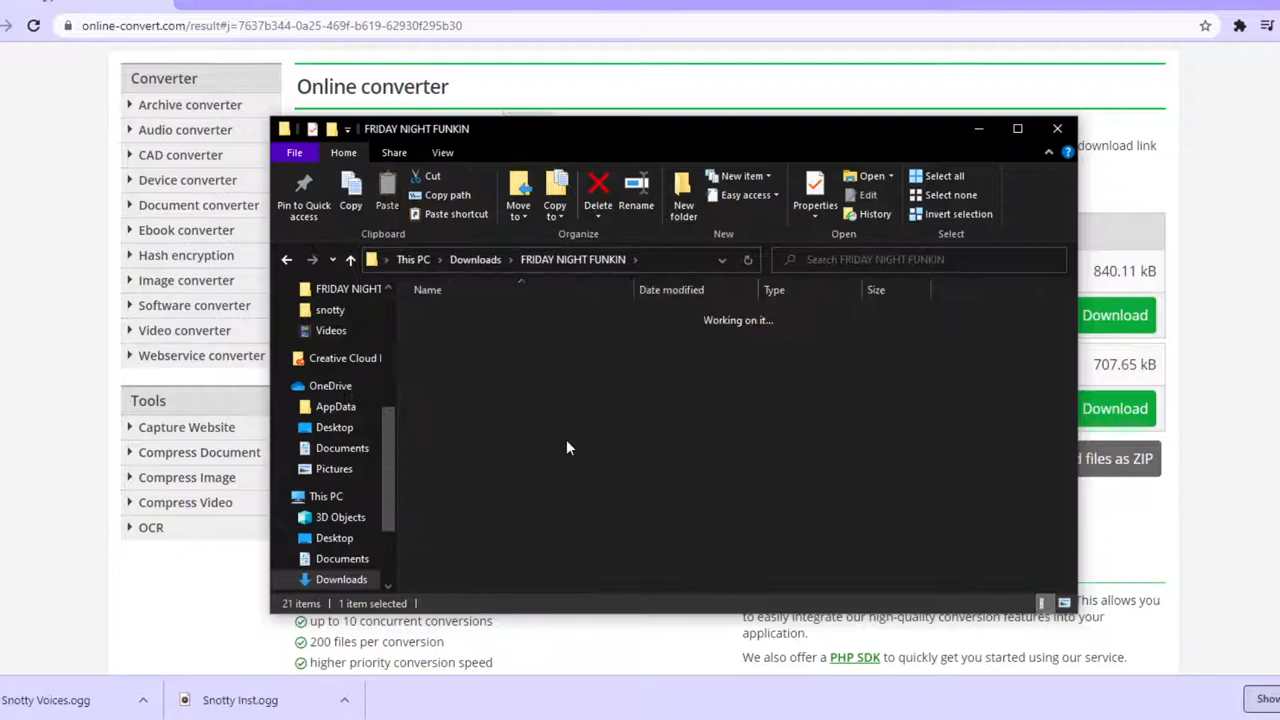 online-convert.com/result#j=7637b344-0a25-469f-b619-62930f295b30
Converter
Archive converter
Audio converter
CAD converter
Device converter
Document converter
Ebook converter
Hash encryption
Image converter
Software converter
Video converter
Webservice converter
Tools
Capture Website
Compress Document
Compress Image
Compress Video
OCR
Online converter
download link
840.11 kB
Download
707.65 kB
Download
files as ZIP
FRIDAY NIGHT FUNKIN
File Home Share View
Pin to Quick access
Copy
Paste
Cut
Copy path
Paste shortcut
Clipboard
Move to
Copy to
Delete
Rename
Organize
New folder
New item
Easy access
New
Properties
Open
Edit
History
Open
Select all
Select none
Invert selection
Select
This PC Downloads FRIDAY NIGHT FUNKIN
Search FRIDAY NIGHT FUNKIN
Name Date modified Type Size
Working on it...
FRIDAY NIGHT
snotty
Videos
Creative Cloud
OneDrive
AppData
Desktop
Documents
Pictures
This PC
3D Objects
Desktop
Documents
Downloads
21 items 1 item selected
up to 10 concurrent conversions
200 files per conversion
higher priority conversion speed
This allows you
to easily integrate our high-quality conversion features into your
application.
We also offer a PHP SDK to quickly get you started using our service.
Snotty Voices.ogg
Snotty Inst.ogg